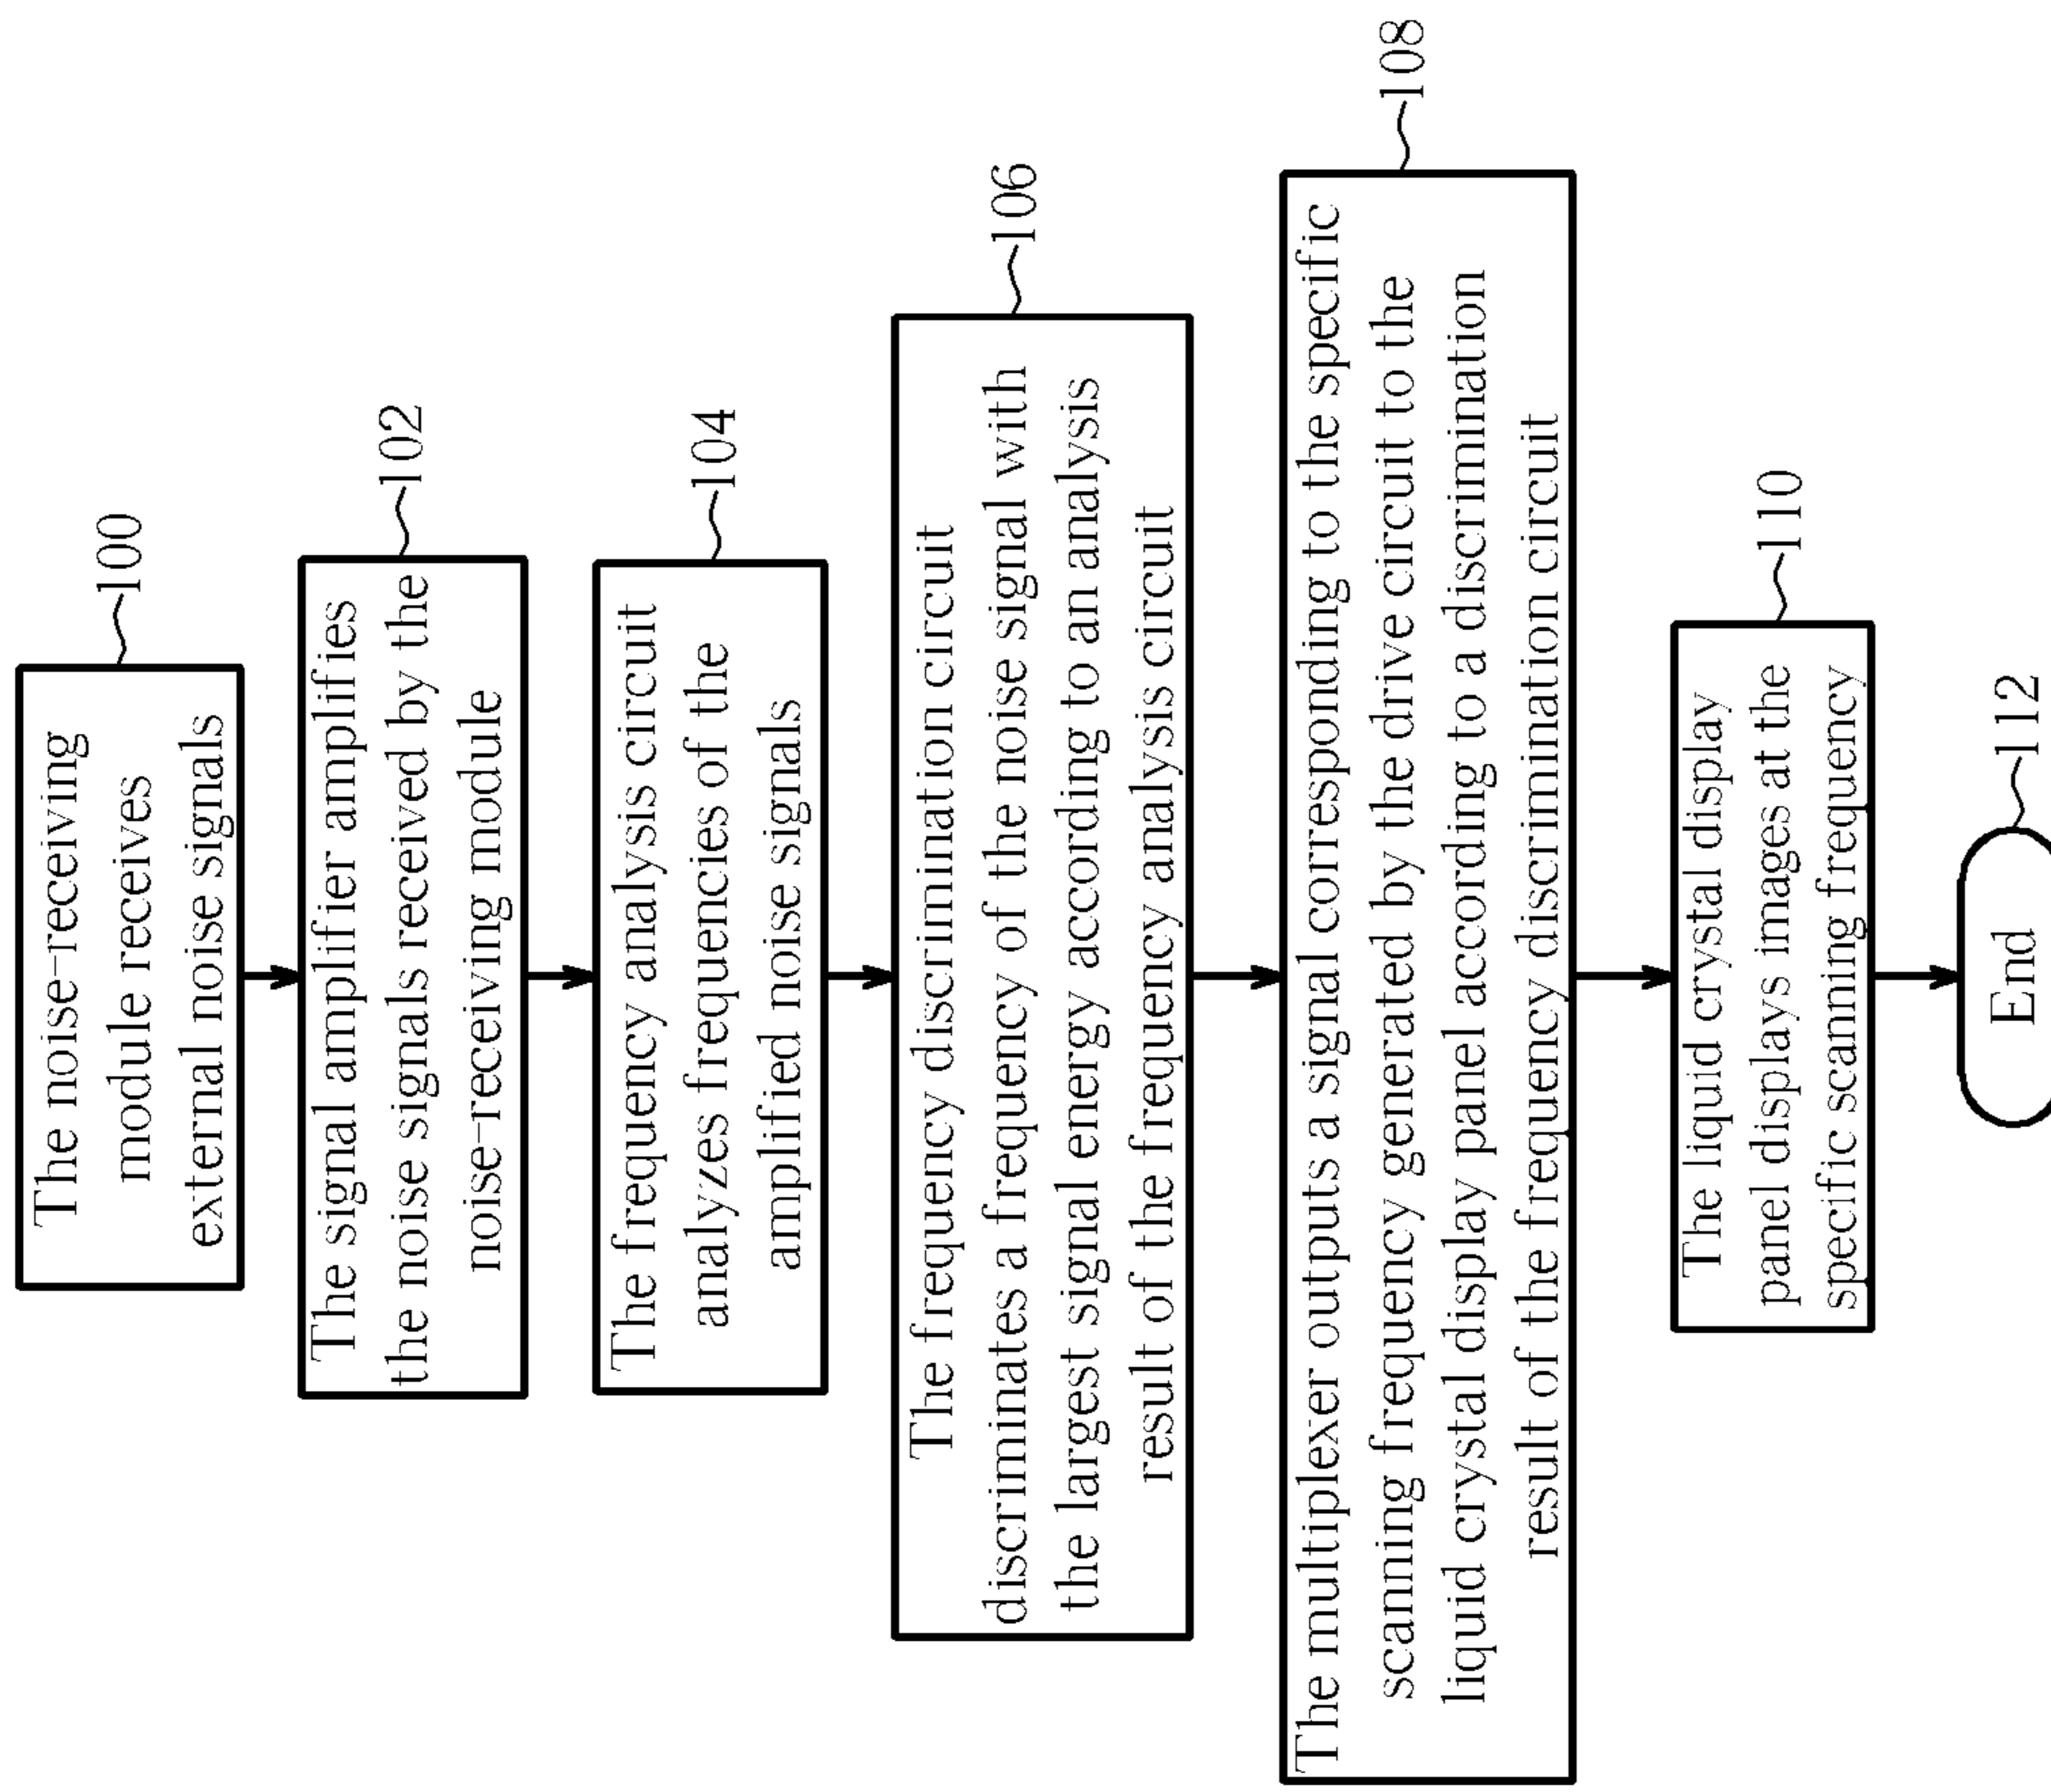 The noise-receiving
module receives
external noise signals
100
The signal amplifier amplifies
the noise signals received by the
noise-receiving module
102
The frequency analysis circuit
analyzes frequencies of the
amplified noise signals
104
The frequency discrimination circuit
discriminates a frequency of the noise signal with
the largest signal energy according to an analysis
result of the frequency analysis circuit
106
The multiplexer outputs a signal corresponding to the specific
scanning frequency generated by the drive circuit to the
liquid crystal display panel according to a discrimination
result of the frequency discrimination circuit
108
The liquid crystal display
panel displays images at the
specific scanning frequency
110
End
112